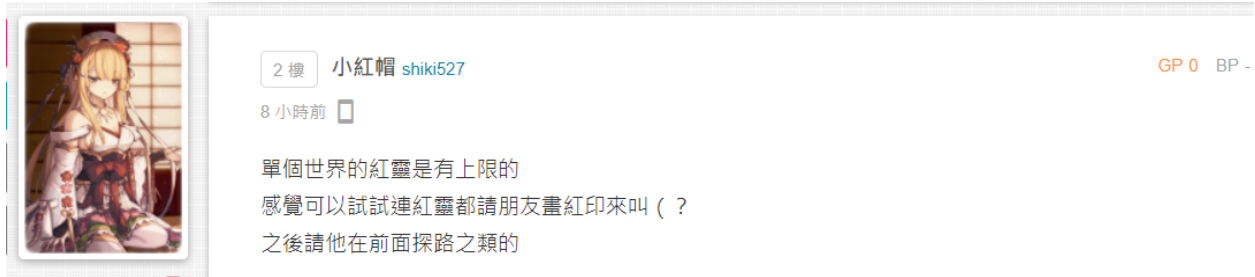 2 樓 小紅帽 shiki527 GP 0 BP -
8 小時前
單個世界的紅靈是有上限的
感覺可以試試連紅靈都請朋友畫紅印來叫（？
之後請他在前面探路之類的